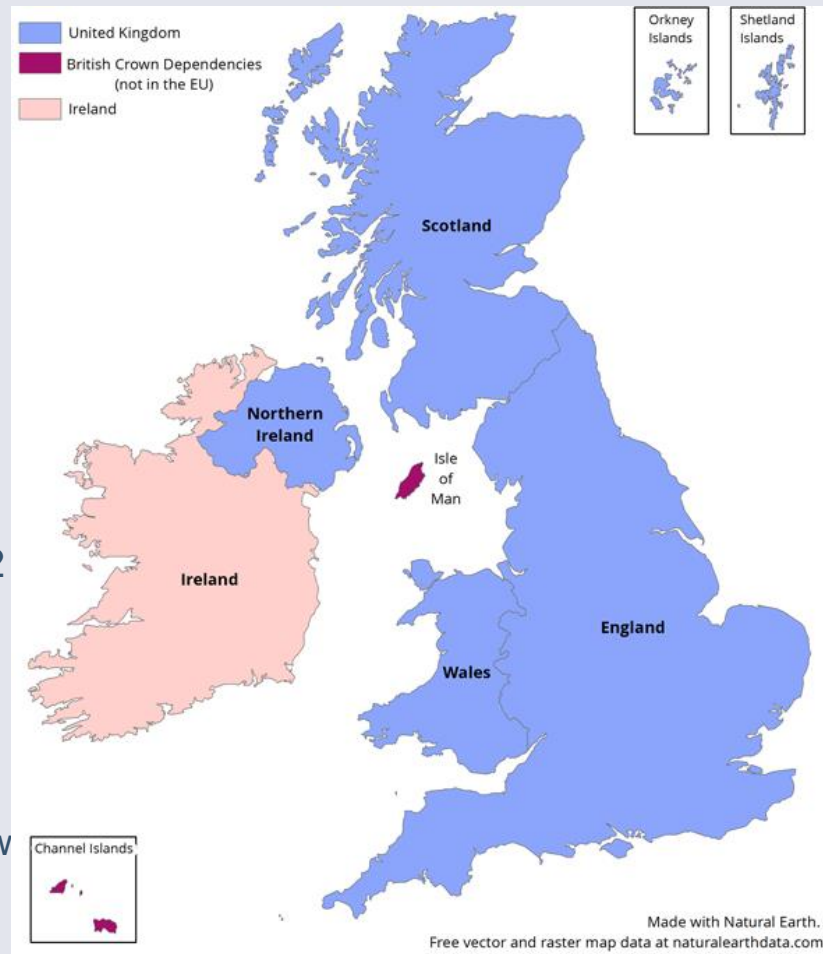 United Kingdom
British Crown Dependencies
(not in the EU)
Ireland
Orkney
Islands
Shetland
Islands
Scotland
Northern
Ireland
Isle
of
Man
Ireland
England
Wales
2
w
Channel Islands
Made with Natural Earth.
Free vector and raster map data at naturalearthdata.com